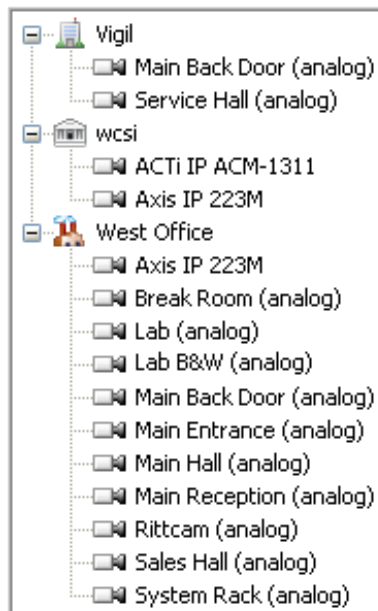 Vigil
Main Back Door (analog)
Service Hall (analog)
wcsi
ACTi IP ACM-1311
Axis IP 223M
West Office
Axis IP 223M
Break Room (analog)
Lab (analog)
Lab B&W (analog)
Main Back Door (analog)
Main Entrance (analog)
Main Hall (analog)
Main Reception (analog)
Rittcam (analog)
Sales Hall (analog)
System Rack (analog)